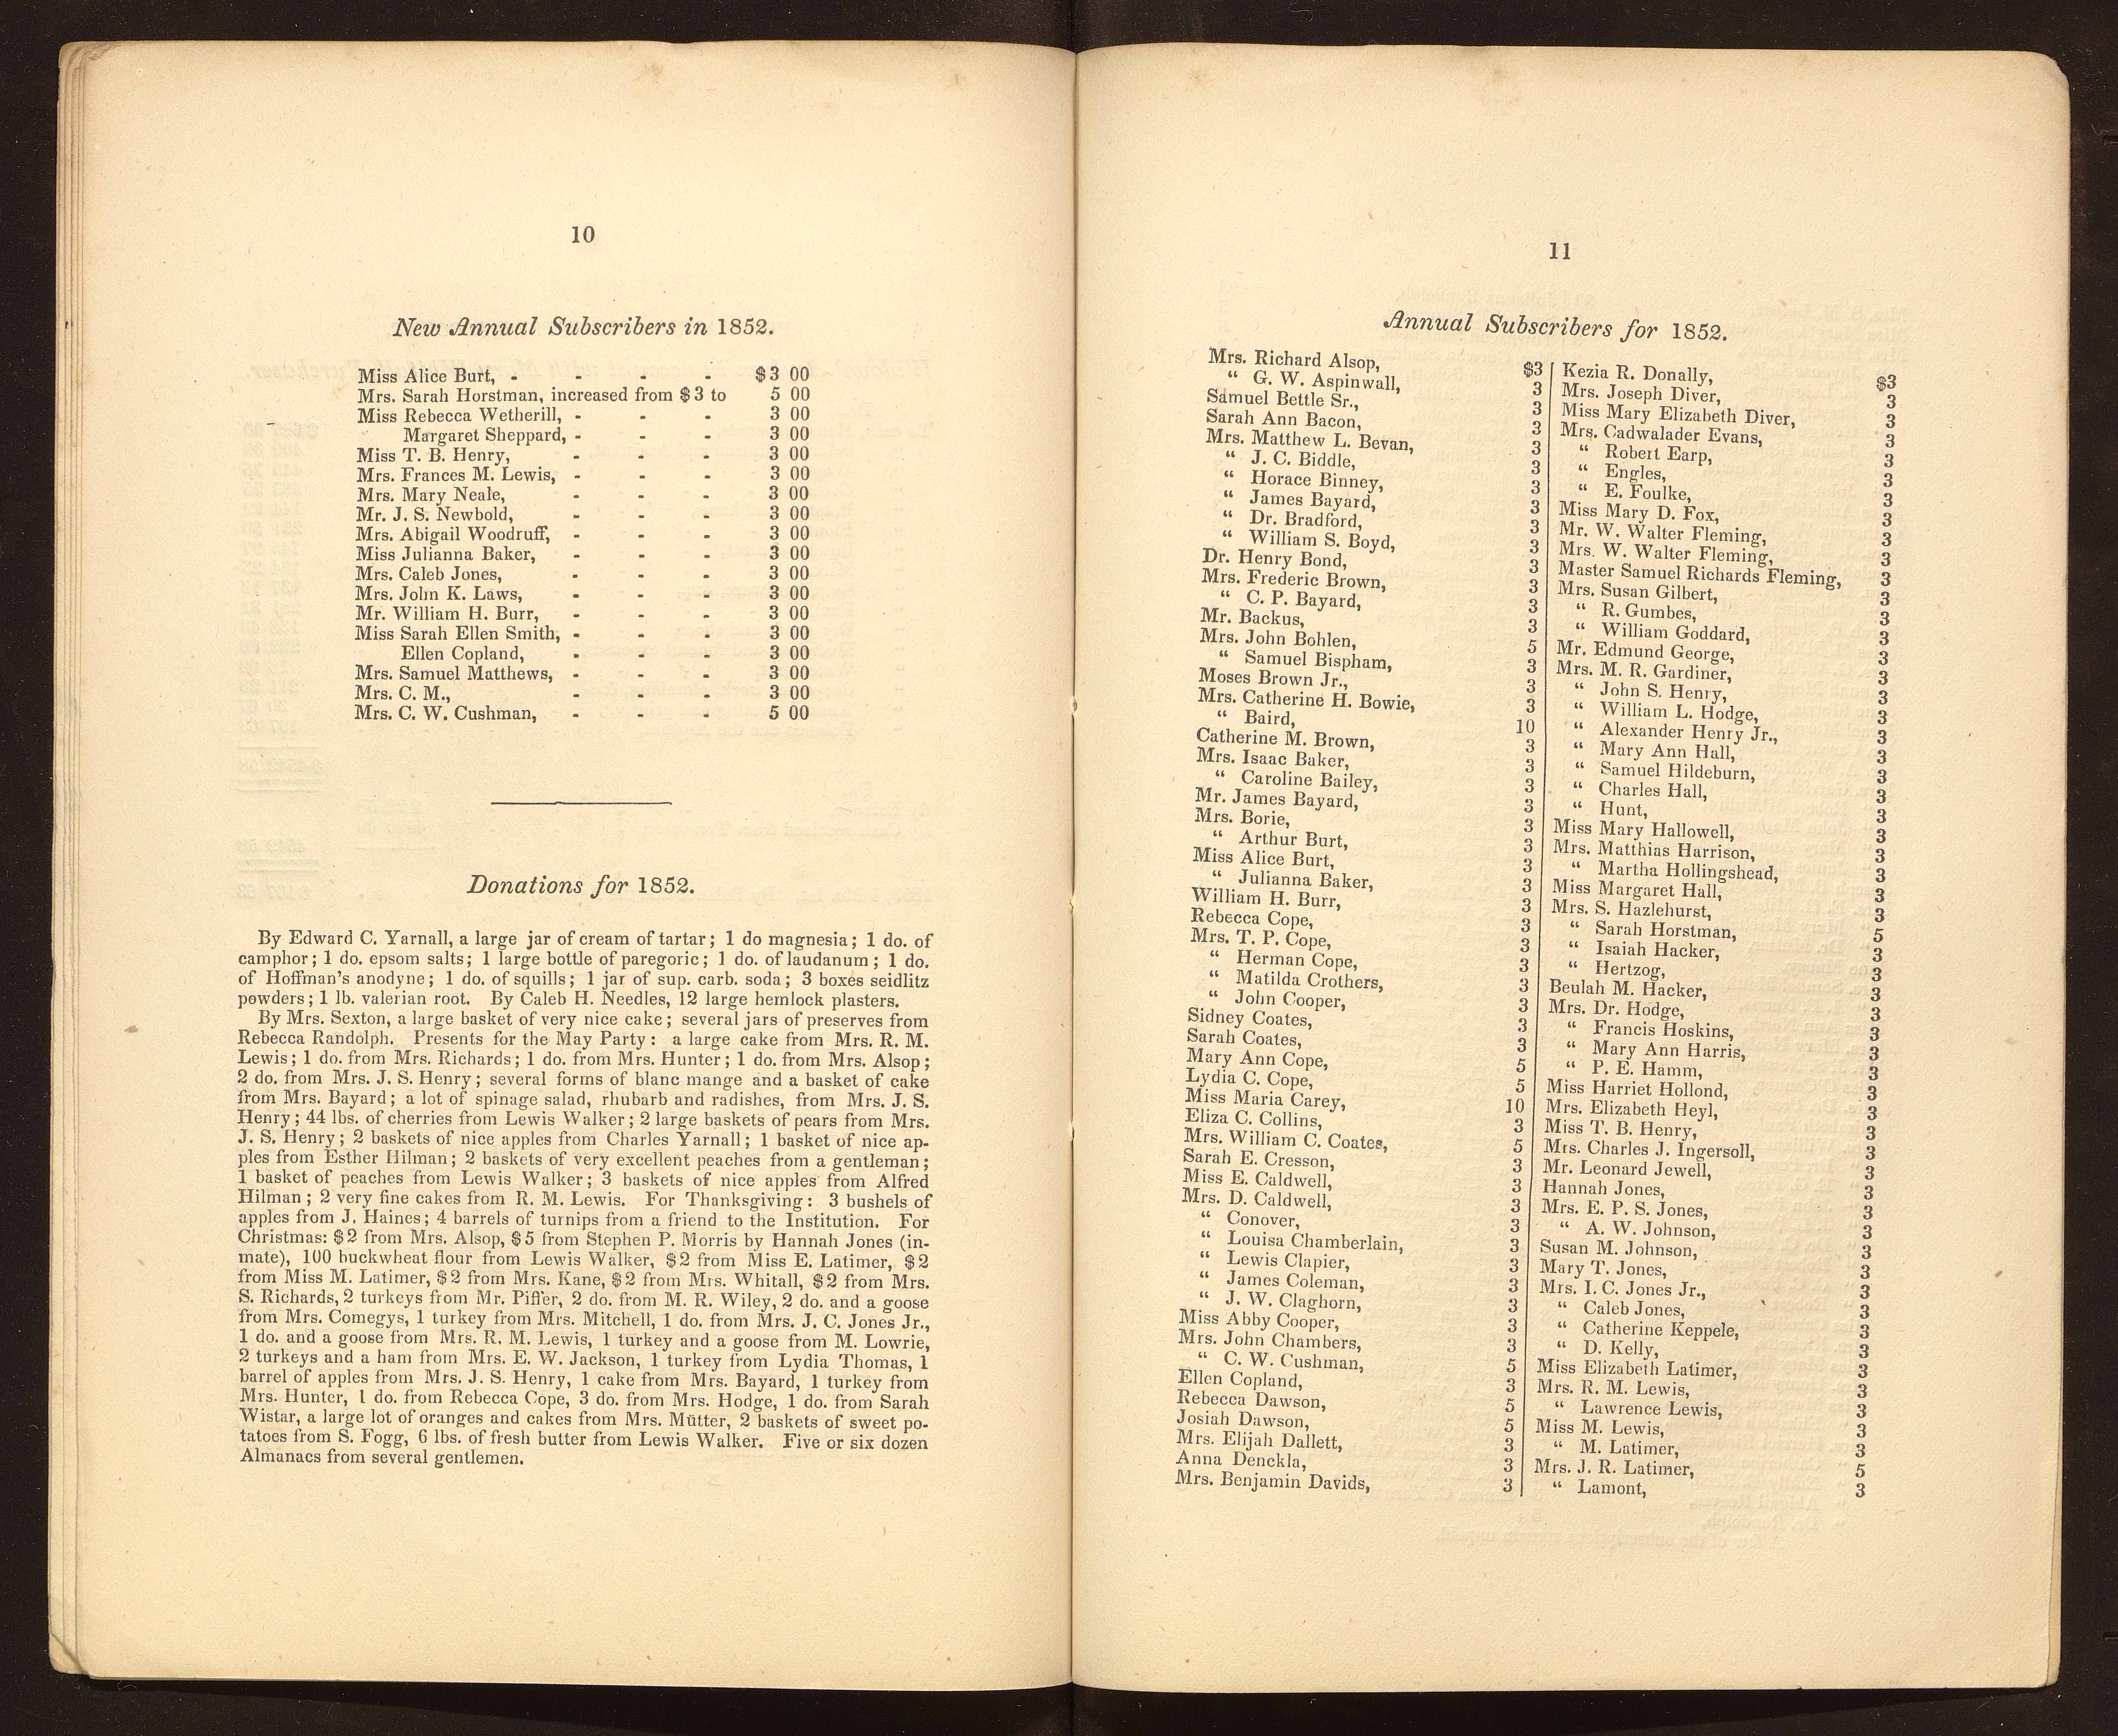 10
New Annual Subscribers in 1852.
Miss Alice Burt, - - - - $3 00
Mrs. Sarah Horstman, increased from $3 to 5 00
Miss Rebecca Wetherill, - - - 3 00
Margaret Sheppard, - - - 3 00
Miss T. B. Henry, - - - 3 00
Mrs. Frances M. Lewis, - - - 3 00
Mrs. Mary Neale, - - - 3 00
Mr. J. S. Newbold, - - - 3 00
Mrs. Abigail Woodruff, - - - 3 00
Miss Julianna Baker, - - - 3 00
Mrs. Caleb Jones, - - - 3 00
Mrs. John K. Laws, - - - 3 00
Mr. William H. Burr, - - - 3 00
Miss Sarah Ellen Smith, - - - 3 00
Ellen Copland, - - - 3 00
Mrs. Samuel Matthews, - - - 3 00
Mrs. C. M., - - - 3 00
Mrs. C. W. Cushman, - - - 5 00
Donations for 1852.
By Edward C. Yarnall, a large jar of cream of tartar; 1 do magnesia; 1 do. of
camphor; 1 do. epsom salts; 1 large bottle of paregoric; 1 do. of laudanum; 1 do.
of Hoffman's anodyne; 1 do. of squills; 1 jar of sup. carb. soda; 3 boxes seidlitz
powders; 1 lb. valerian root. By Caleb H. Needles, 12 large hemlock plasters.
By Mrs. Sexton, a large basket of very nice cake; several jars of preserves from
Rebecca Randolph. Presents for the May Party: a large cake from Mrs. R. M.
Lewis; 1 do. from Mrs. Richards; 1 do. from Mrs. Hunter; 1 do. from Mrs. Alsop;
2 do. from Mrs. J. S. Henry; several forms of blanc mange and a basket of cake
from Mrs. Bayard; a lot of spinage salad, rhubarb and radishes, from Mrs. J. S.
Henry; 44 lbs. of cherries from Lewis Walker; 2 large baskets of pears from Mrs.
J. S. Henry; 2 baskets of nice apples from Charles Yarnall; 1 basket of nice ap-
ples from Esther Hilman; 2 baskets of very excellent peaches from a gentleman;
1 basket of peaches from Lewis Walker; 3 baskets of nice apples from Alfred
Hilman; 2 very fine cakes from R. M. Lewis. For Thanksgiving: 3 bushels of
apples from J. Haines; 4 barrels of turnips from a friend to the Institution. For
Christmas: $2 from Mrs. Alsop, $5 from Stephen P. Morris by Hannah Jones (in-
mate), 100 buckwheat flour from Lewis Walker, $2 from Miss E. Latimer, $2
from Miss M. Latimer, $2 from Mrs. Kane, $2 from Mrs. Whitall, $2 from Mrs.
S. Richards, 2 turkeys from Mr. Piffer, 2 do. from M. R. Wiley, 2 do. and a goose
from Mrs. Comegys, 1 turkey from Mrs. Mitchell, 1 do. from Mrs. J. C. Jones Jr.,
1 do. and a goose from Mrs. R. M. Lewis, 1 turkey and a goose from M. Lowrie,
2 turkeys and a ham from Mrs. E. W. Jackson, 1 turkey from Lydia Thomas, 1
barrel of apples from Mrs. J. S. Henry, 1 cake from Mrs. Bayard, 1 turkey from
Mrs. Hunter, 1 do. from Rebecca Cope, 3 do. from Mrs. Hodge, 1 do. from Sarah
Wistar, a large lot of oranges and cakes from Mrs. Mütter, 2 baskets of sweet po-
tatoes from S. Fogg, 6 lbs. of fresh butter from Lewis Walker. Five or six dozen
Almanacs from several gentlemen.
11
Annual Subscribers for 1852.
Mrs. Richard Alsop, $3
“ G. W. Aspinwall, 3
Samuel Bettle Sr., 3
Sarah Ann Bacon, 3
Mrs. Matthew L. Bevan, 3
“ J. C. Biddle, 3
“ Horace Binney, 3
“ James Bayard, 3
“ Dr. Bradford, 3
“ William S. Boyd, 3
Dr. Henry Bond, 3
Mrs. Frederic Brown, 3
“ C. P. Bayard, 3
Mr. Backus, 3
Mrs. John Bohlen, 5
“ Samuel Bispham, 3
Moses Brown Jr., 3
Mrs. Catherine H. Bowie, 3
“ Baird, 10
Catherine M. Brown, 3
Mrs. Isaac Baker, 3
“ Caroline Bailey, 3
Mr. James Bayard, 3
Mrs. Borie, 3
“ Arthur Burt, 3
Miss Alice Burt, 3
“ Julianna Baker, 3
William H. Burr, 3
Rebecca Cope, 3
Mrs. T. P. Cope, 3
“ Herman Cope, 3
“ Matilda Crothers, 3
“ John Cooper, 3
Sidney Coates, 3
Sarah Coates, 3
Mary Ann Cope, 5
Lydia C. Cope, 5
Miss Maria Carey, 10
Eliza C. Collins, 3
Mrs. William C. Coates, 5
Sarah E. Cresson, 3
Miss E. Caldwell, 3
Mrs. D. Caldwell, 3
“ Conover, 3
“ Louisa Chamberlain, 3
“ Lewis Clapier, 3
“ James Coleman, 3
“ J. W. Claghorn, 3
Miss Abby Cooper, 3
Mrs. John Chambers, 3
“ C. W. Cushman, 5
Ellen Copland, 3
Rebecca Dawson, 5
Josiah Dawson, 5
Mrs. Elijah Dallett, 3
Anna Denckla, 3
Mrs. Benjamin Davids, 3
Kezia R. Donally, $3
Mrs. Joseph Diver, 3
Miss Mary Elizabeth Diver, 3
Mrs. Cadwalader Evans, 3
“ Robert Earp, 3
“ Engles, 3
“ E. Foulke, 3
Miss Mary D. Fox, 3
Mr. W. Walter Fleming, 3
Mrs. W. Walter Fleming, 3
Master Samuel Richards Fleming, 3
Mrs. Susan Gilbert, 3
“ R. Gumbes, 3
“ William Goddard, 3
Mr. Edmund George, 3
Mrs. M. R. Gardiner, 3
“ John S. Henry, 3
“ William L. Hodge, 3
“ Alexander Henry Jr., 3
“ Mary Ann Hall, 3
“ Samuel Hildeburn, 3
“ Charles Hall, 3
“ Hunt, 3
Miss Mary Hallowell, 3
Mrs. Matthias Harrison, 3
“ Martha Hollingshead, 3
Miss Margaret Hall, 3
Mrs. S. Hazlehurst, 3
“ Sarah Horstman, 5
“ Isaiah Hacker, 3
“ Hertzog, 3
Beulah M. Hacker, 3
Mrs. Dr. Hodge, 3
“ Francis Hoskins, 3
“ Mary Ann Harris, 3
“ P. E. Hamm, 3
Miss Harriet Hollond, 3
Mrs. Elizabeth Heyl, 3
Miss T. B. Henry, 3
Mrs. Charles J. Ingersoll, 3
Mr. Leonard Jewell, 3
Hannah Jones, 3
Mrs. E. P. S. Jones, 3
“ A. W. Johnson, 3
Susan M. Johnson, 3
Mary T. Jones, 3
Mrs. I. C. Jones Jr., 3
“ Caleb Jones, 3
“ Catherine Keppele, 3
“ D. Kelly, 3
Miss Elizabeth Latimer, 3
Mrs. R. M. Lewis, 3
“ Lawrence Lewis, 3
Miss M. Lewis, 3
“ M. Latimer, 3
Mrs. J. R. Latimer, 5
“ Lamont, 3